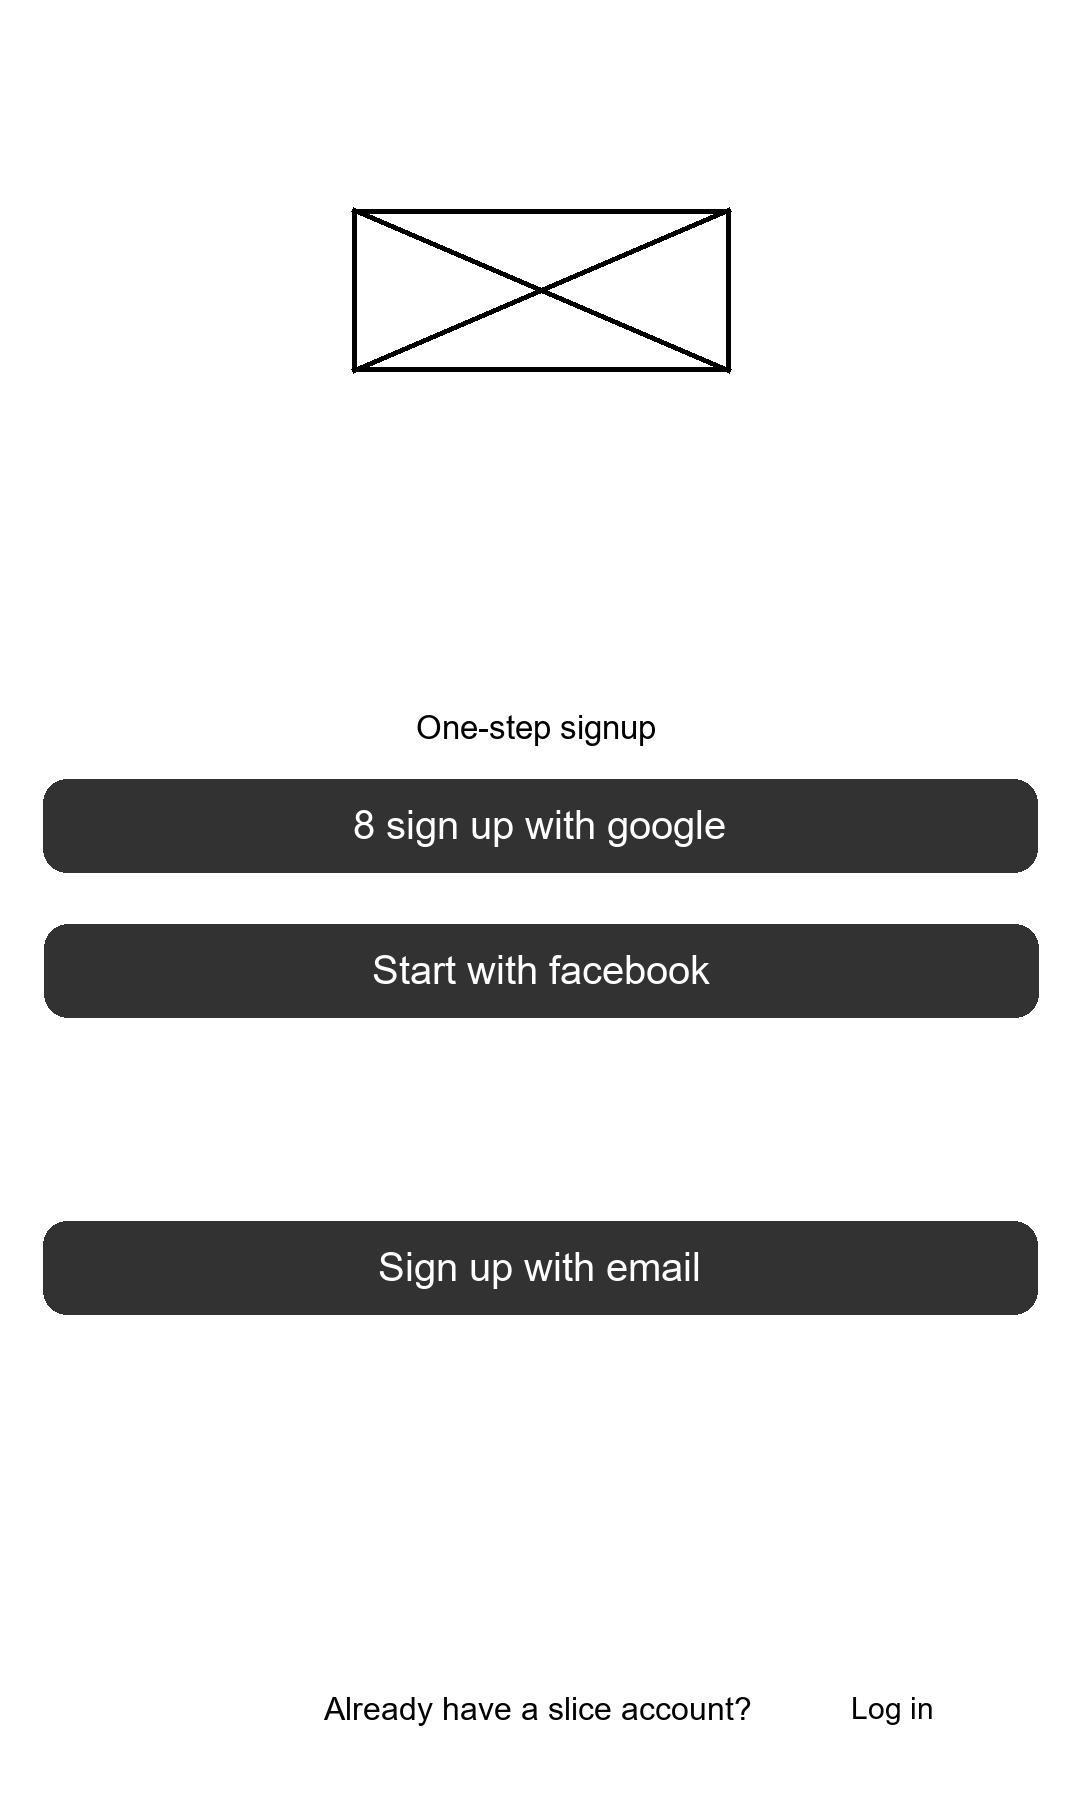 One-step signup
8 sign up with google
Start with facebook
Sign up with email
Already have a slice account? Log in